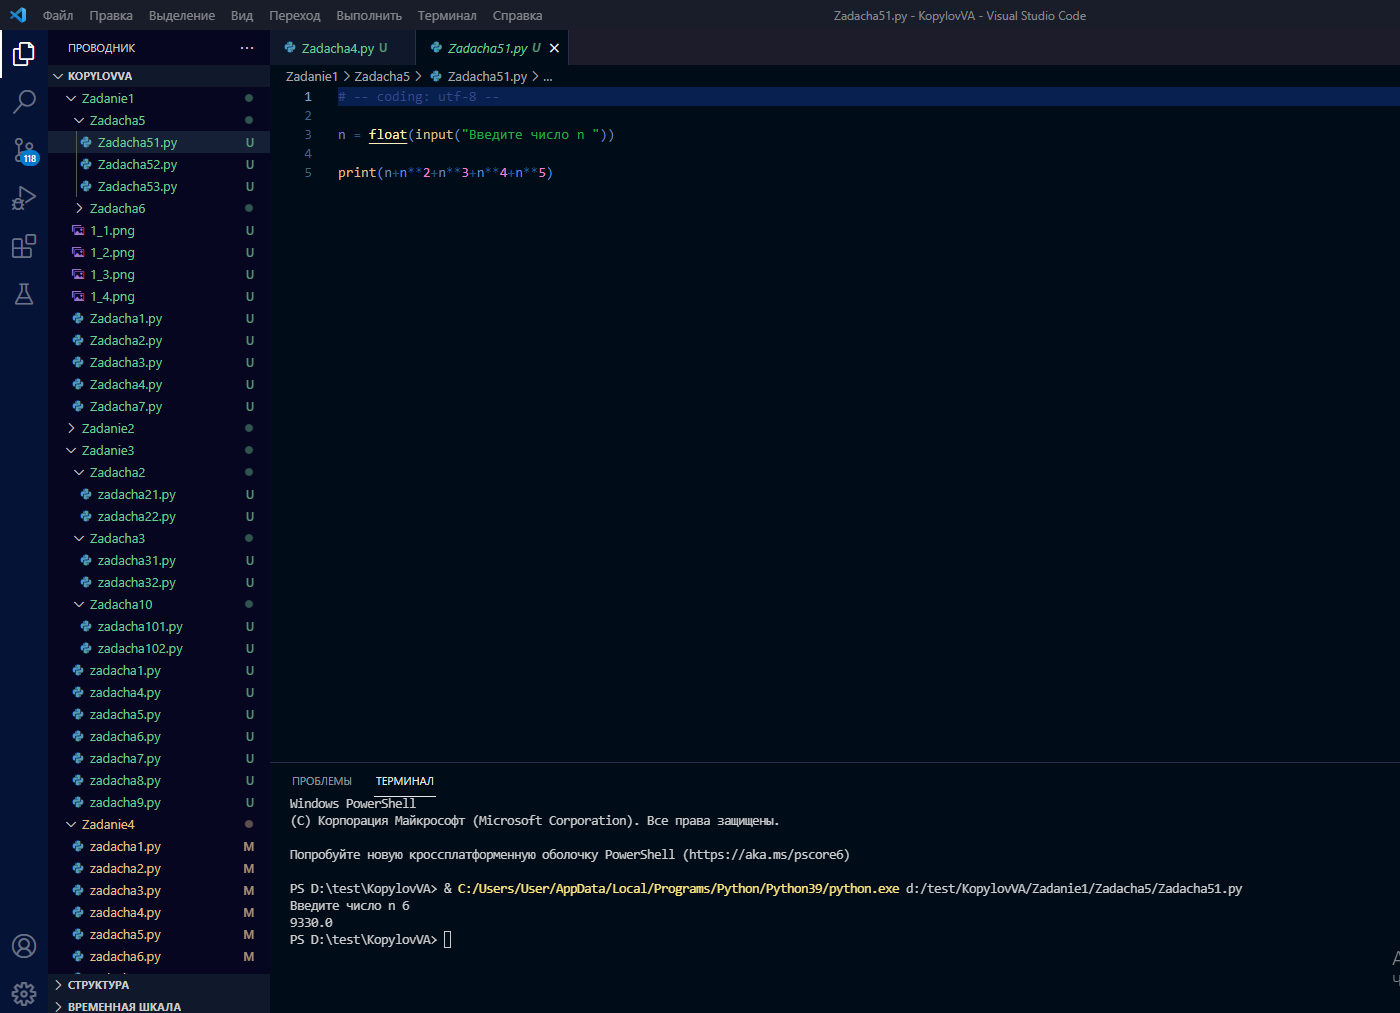 Файл Правка Выделение Вид Переход Выполнить Терминал Справка
Zadacha51.py - KopylovVA - Visual Studio Code
ПРОВОДНИК ...
KOPYLOVVA
Zadanie1
Zadacha5
Zadacha51.py U
Zadacha52.py U
Zadacha53.py U
Zadacha6
1_1.png U
1_2.png U
1_3.png U
1_4.png U
Zadacha1.py U
Zadacha2.py U
Zadacha3.py U
Zadacha4.py U
Zadacha7.py U
Zadanie2
Zadanie3
Zadacha2
zadacha21.py U
zadacha22.py U
Zadacha3
zadacha31.py U
zadacha32.py U
Zadacha10
zadacha101.py U
zadacha102.py U
zadacha1.py U
zadacha4.py U
zadacha5.py U
zadacha6.py U
zadacha7.py U
zadacha8.py U
zadacha9.py U
Zadanie4
zadacha1.py M
zadacha2.py M
zadacha3.py M
zadacha4.py M
zadacha5.py M
zadacha6.py M
СТРУКТУРА
ВРЕМЕННАЯ ШКАЛА
118
Zadacha4.py U
Zadacha51.py U
Zadanie1 > Zadacha5 > Zadacha51.py > ...
1 # -- coding: utf-8 --
2
3 n = float(input("Введите число n "))
4
5 print(n+n**2+n**3+n**4+n**5)
ПРОБЛЕМЫ ТЕРМИНАЛ
Windows PowerShell
(C) Корпорация Майкрософт (Microsoft Corporation). Все права защищены.
Попробуйте новую кроссплатформенную оболочку PowerShell (https://aka.ms/pscore6)
PS D:\test\KopylovVA> & C:/Users/User/AppData/Local/Programs/Python/Python39/python.exe d:/test/KopylovVA/Zadanie1/Zadacha5/Zadacha51.py
Введите число n 6
9330.0
PS D:\test\KopylovVA>